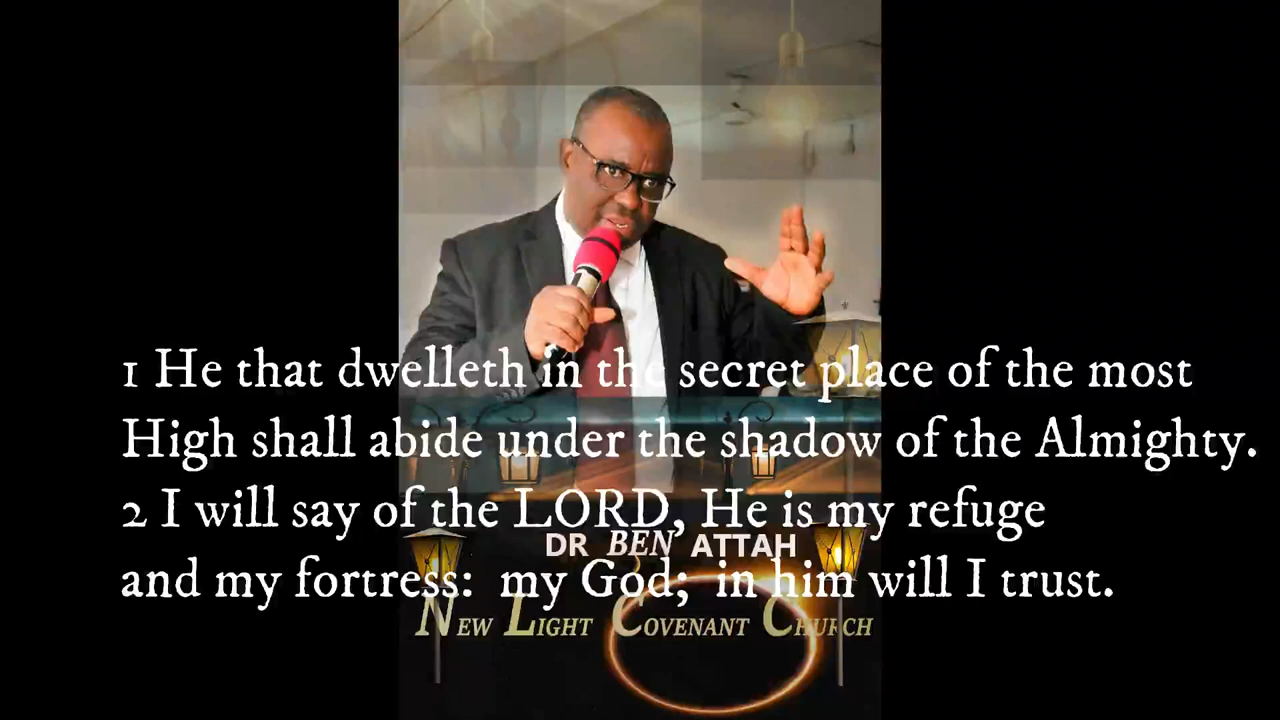 1 He that dwelleth in the secret place of the most
High shall abide under the shadow of the Almighty.
2 I will say of the LORD, He is my refuge
DR BEN ATTAH
and my fortress:  my God;  in him will I trust.
NEW LIGHT COVENANT CHURCH